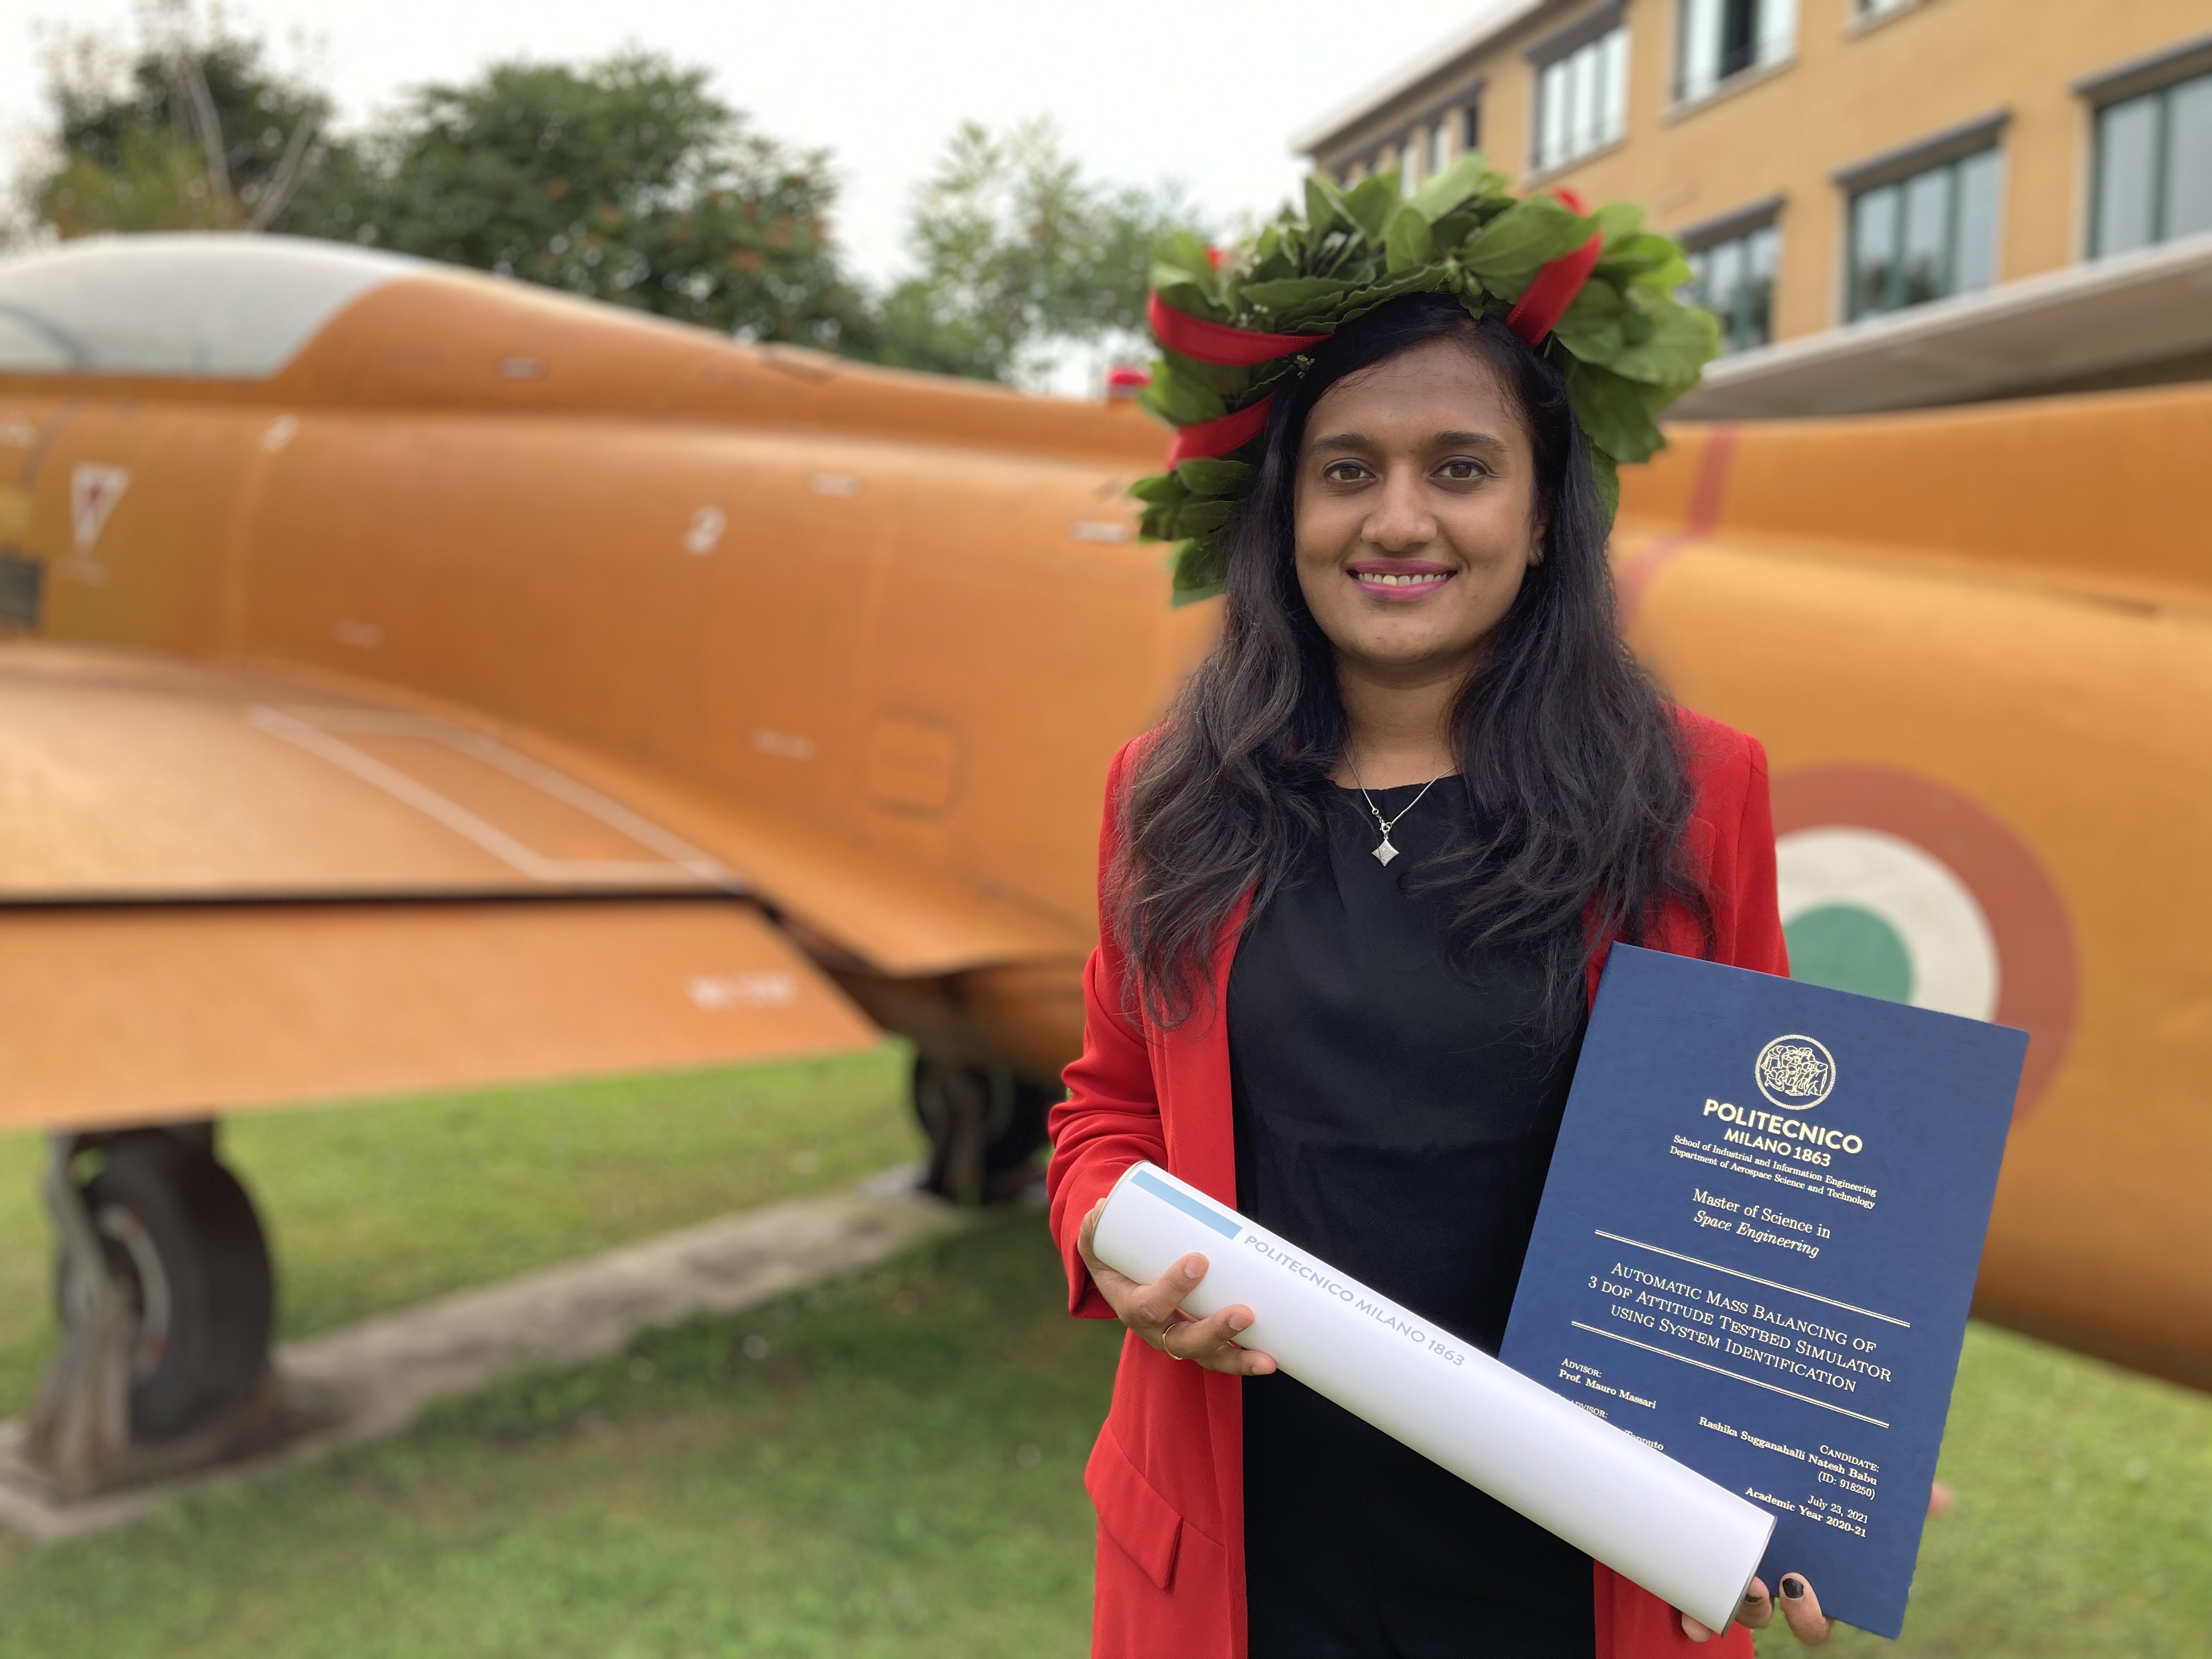 2
POLITECNICO MILANO 1863
POLITECNICO
MILANO 1863
School of Industrial and Information Engineering
Department of Aerospace Science and Technology
Master of Science in
Space Engineering
AUTOMATIC MASS BALANCING OF
3 DOF ATTITUDE TESTBED SIMULATOR
USING SYSTEM IDENTIFICATION
ADVISOR:
Prof. Mauro Massari
ADVISOR:
CANDIDATE:
Rashika Sugganahalli Natesh Babu
(ID: 918250)
July 23, 2021
Academic Year 2020-21